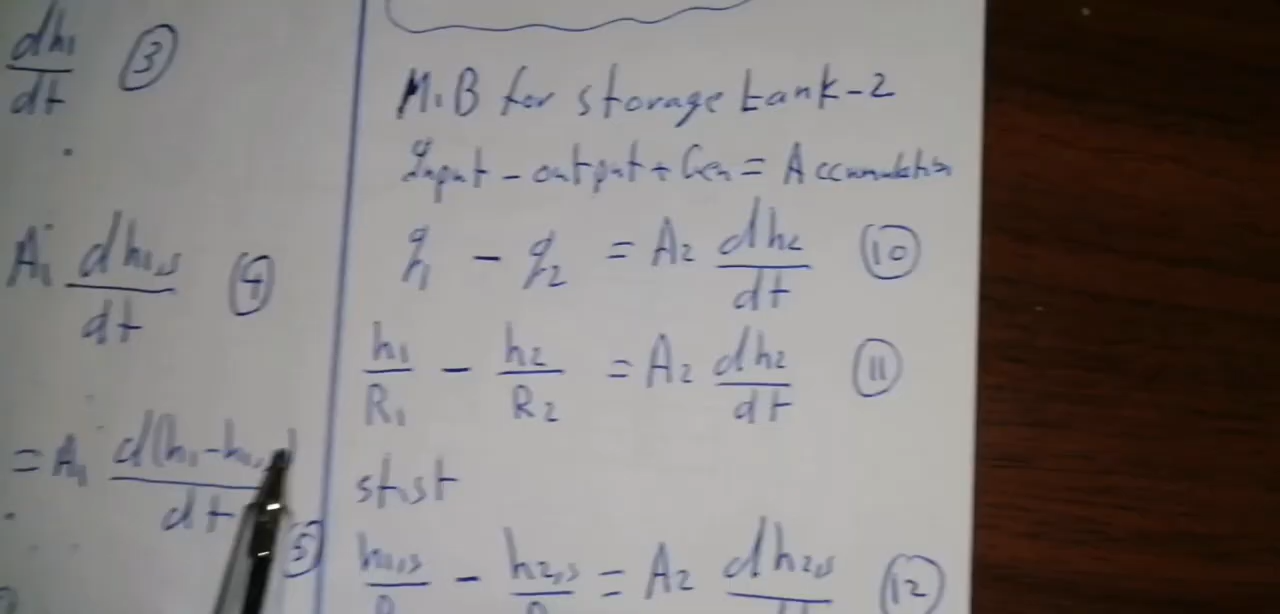 dh₁/dt ③
A₁ dh₁,s/dt ④
= A₁ d(h₁-h₁,s)/dt ⑤
M.B for storage tank-2
Input - output + Gen = Accumulation
q₁ - q₂ = A₂ dh₂/dt ⑩
h₁/R₁ - h₂/R₂ = A₂ dh₂/dt ⑪
st.st
h₁,s/R - h₂,s/R = A₂ dh₂,s/dt ⑫